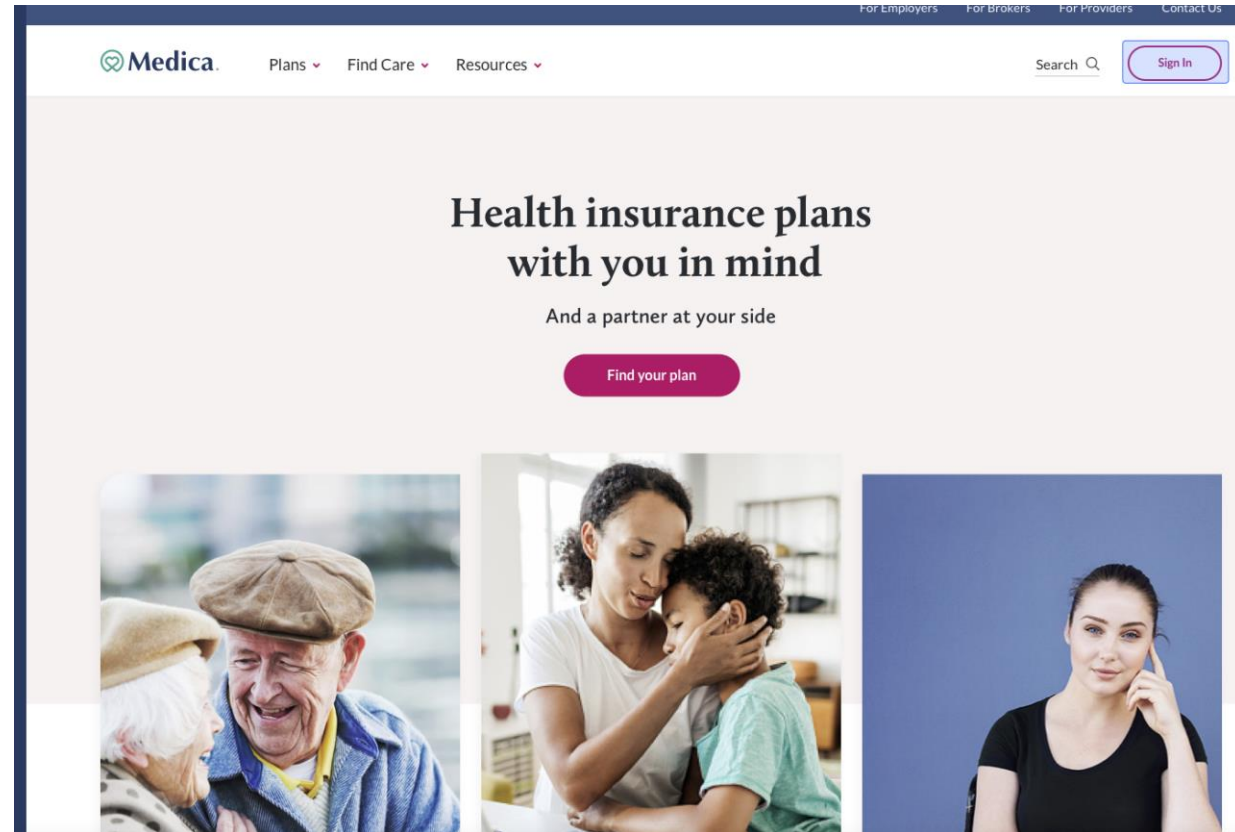 For Employers For Brokers For Providers Contact Us
Medica.
Plans Find Care Resources
Search
Sign In
Health insurance plans
with you in mind
And a partner at your side
Find your plan